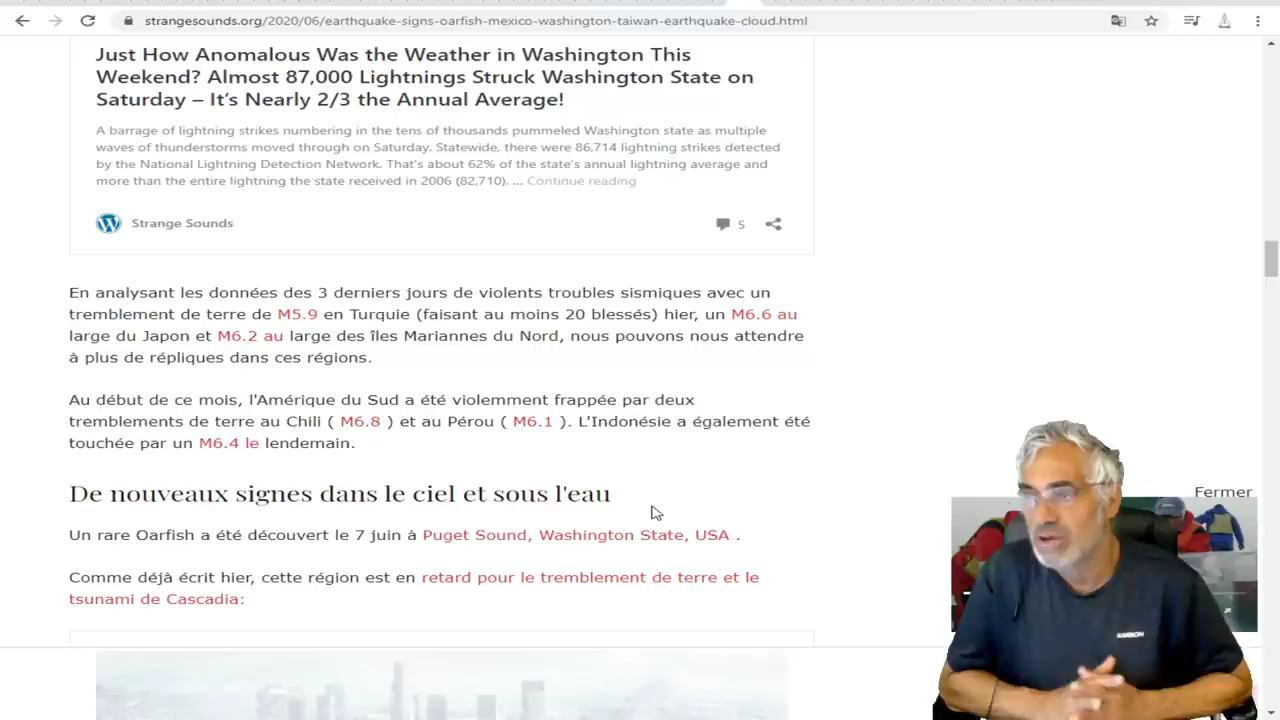 strangesounds.org/2020/06/earthquake-signs-oarfish-mexico-washington-taiwan-earthquake-cloud.html
Just How Anomalous Was the Weather in Washington This
Weekend? Almost 87,000 Lightnings Struck Washington State on
Saturday – It's Nearly 2/3 the Annual Average!
A barrage of lightning strikes numbering in the tens of thousands pummeled Washington state as multiple
waves of thunderstorms moved through on Saturday. Statewide, there were 86,714 lightning strikes detected
by the National Lightning Detection Network. That's about 62% of the state's annual lightning average and
more than the entire lightning the state received in 2006 (82,710). ... Continue reading
Strange Sounds
5
En analysant les données des 3 derniers jours de violents troubles sismiques avec un
tremblement de terre de M5.9 en Turquie (faisant au moins 20 blessés) hier, un M6.6 au
large du Japon et M6.2 au large des îles Mariannes du Nord, nous pouvons nous attendre
à plus de répliques dans ces régions.
Au début de ce mois, l'Amérique du Sud a été violemment frappée par deux
tremblements de terre au Chili ( M6.8 ) et au Pérou ( M6.1 ). L'Indonésie a également été
touchée par un M6.4 le lendemain.
De nouveaux signes dans le ciel et sous l'eau
Fermer
Un rare Oarfish a été découvert le 7 juin à Puget Sound, Washington State, USA .
Comme déjà écrit hier, cette région est en retard pour le tremblement de terre et le
tsunami de Cascadia: